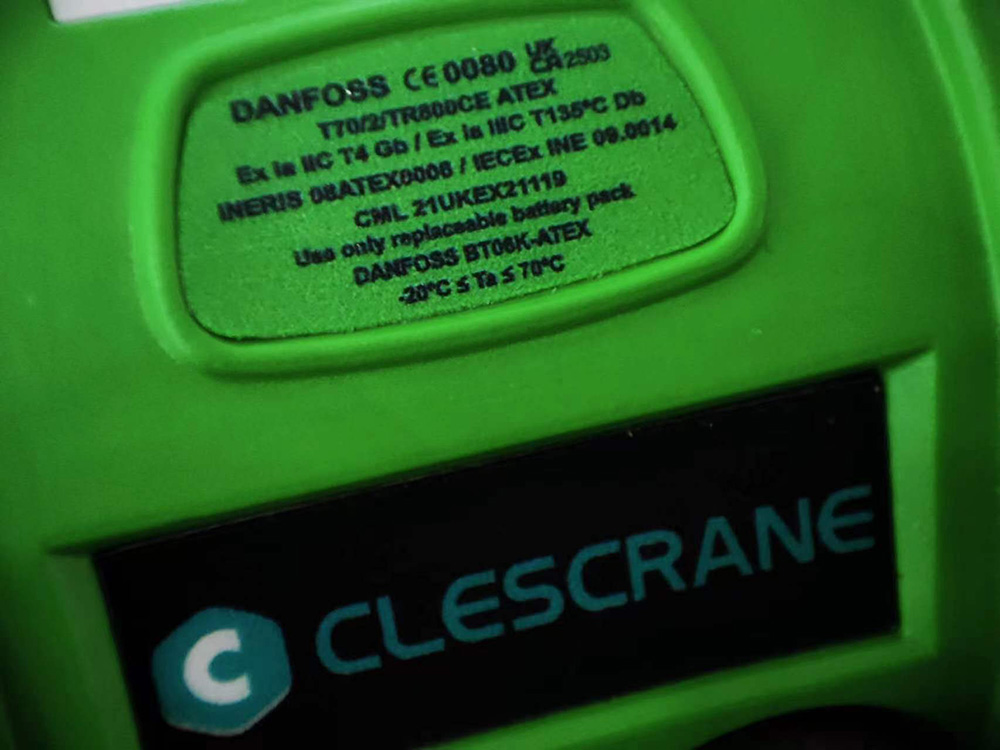 DANFOSS CE 0080 UK CA 2503
T70/2/TR800CE ATEX
Ex ia IIC T4 Gb / Ex ia IIIC T135°C Db
INERIS 08ATEX0006 / IECEx INE 09.0014
CML 21UKEX21119
Use only replaceable battery pack
DANFOSS BT06K-ATEX
-20°C ≤ Ta ≤ 70°C
C CLESCRANE